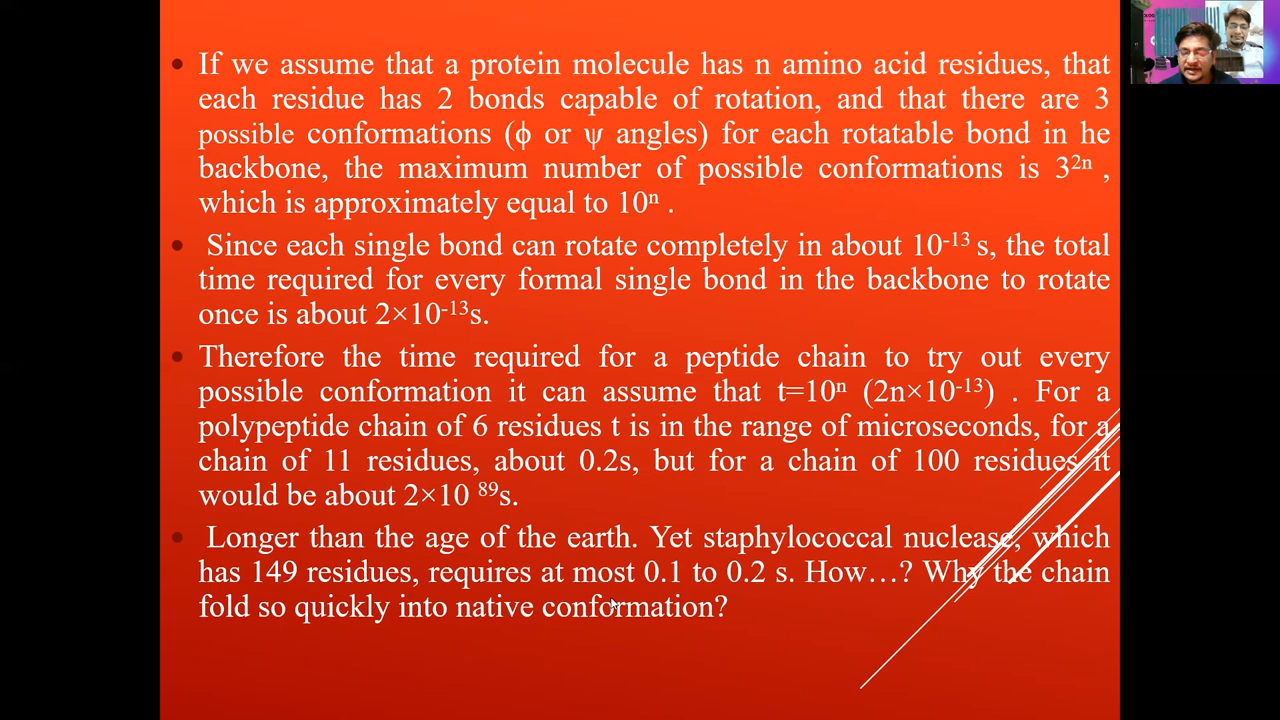 • If we assume that a protein molecule has n amino acid residues, that
each residue has 2 bonds capable of rotation, and that there are 3
possible conformations (ϕ or ψ angles) for each rotatable bond in he
backbone, the maximum number of possible conformations is 3²ⁿ ,
which is approximately equal to 10ⁿ .
• Since each single bond can rotate completely in about 10⁻¹³ s, the total
time required for every formal single bond in the backbone to rotate
once is about 2×10⁻¹³s.
• Therefore the time required for a peptide chain to try out every
possible conformation it can assume that t=10ⁿ (2n×10⁻¹³) . For a
polypeptide chain of 6 residues t is in the range of microseconds, for a
chain of 11 residues, about 0.2s, but for a chain of 100 residues it
would be about 2×10 ⁸⁹s.
• Longer than the age of the earth. Yet staphylococcal nuclease, which
has 149 residues, requires at most 0.1 to 0.2 s. How…? Why the chain
fold so quickly into native conformation?